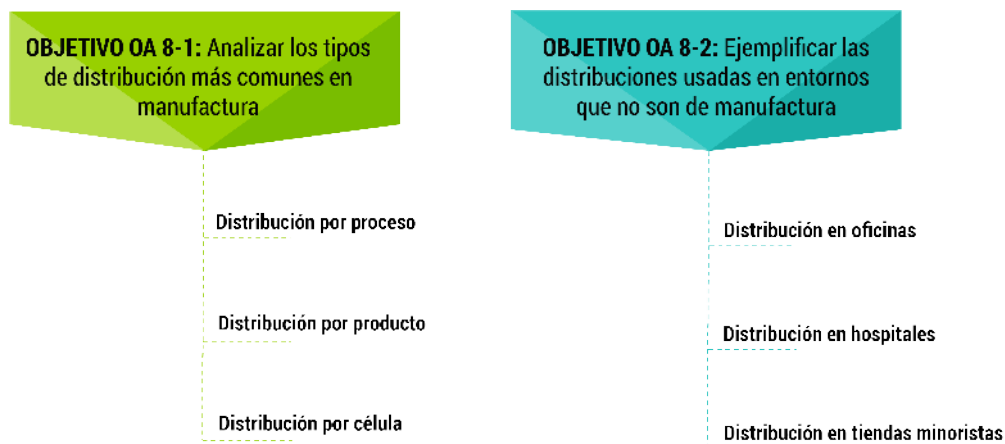 OBJETIVO OA 8-1: Analizar los tipos
de distribución más comunes en
manufactura
Distribución por proceso
Distribución por producto
Distribución por célula
OBJETIVO OA 8-2: Ejemplificar las
distribuciones usadas en entornos
que no son de manufactura
Distribución en oficinas
Distribución en hospitales
Distribución en tiendas minoristas